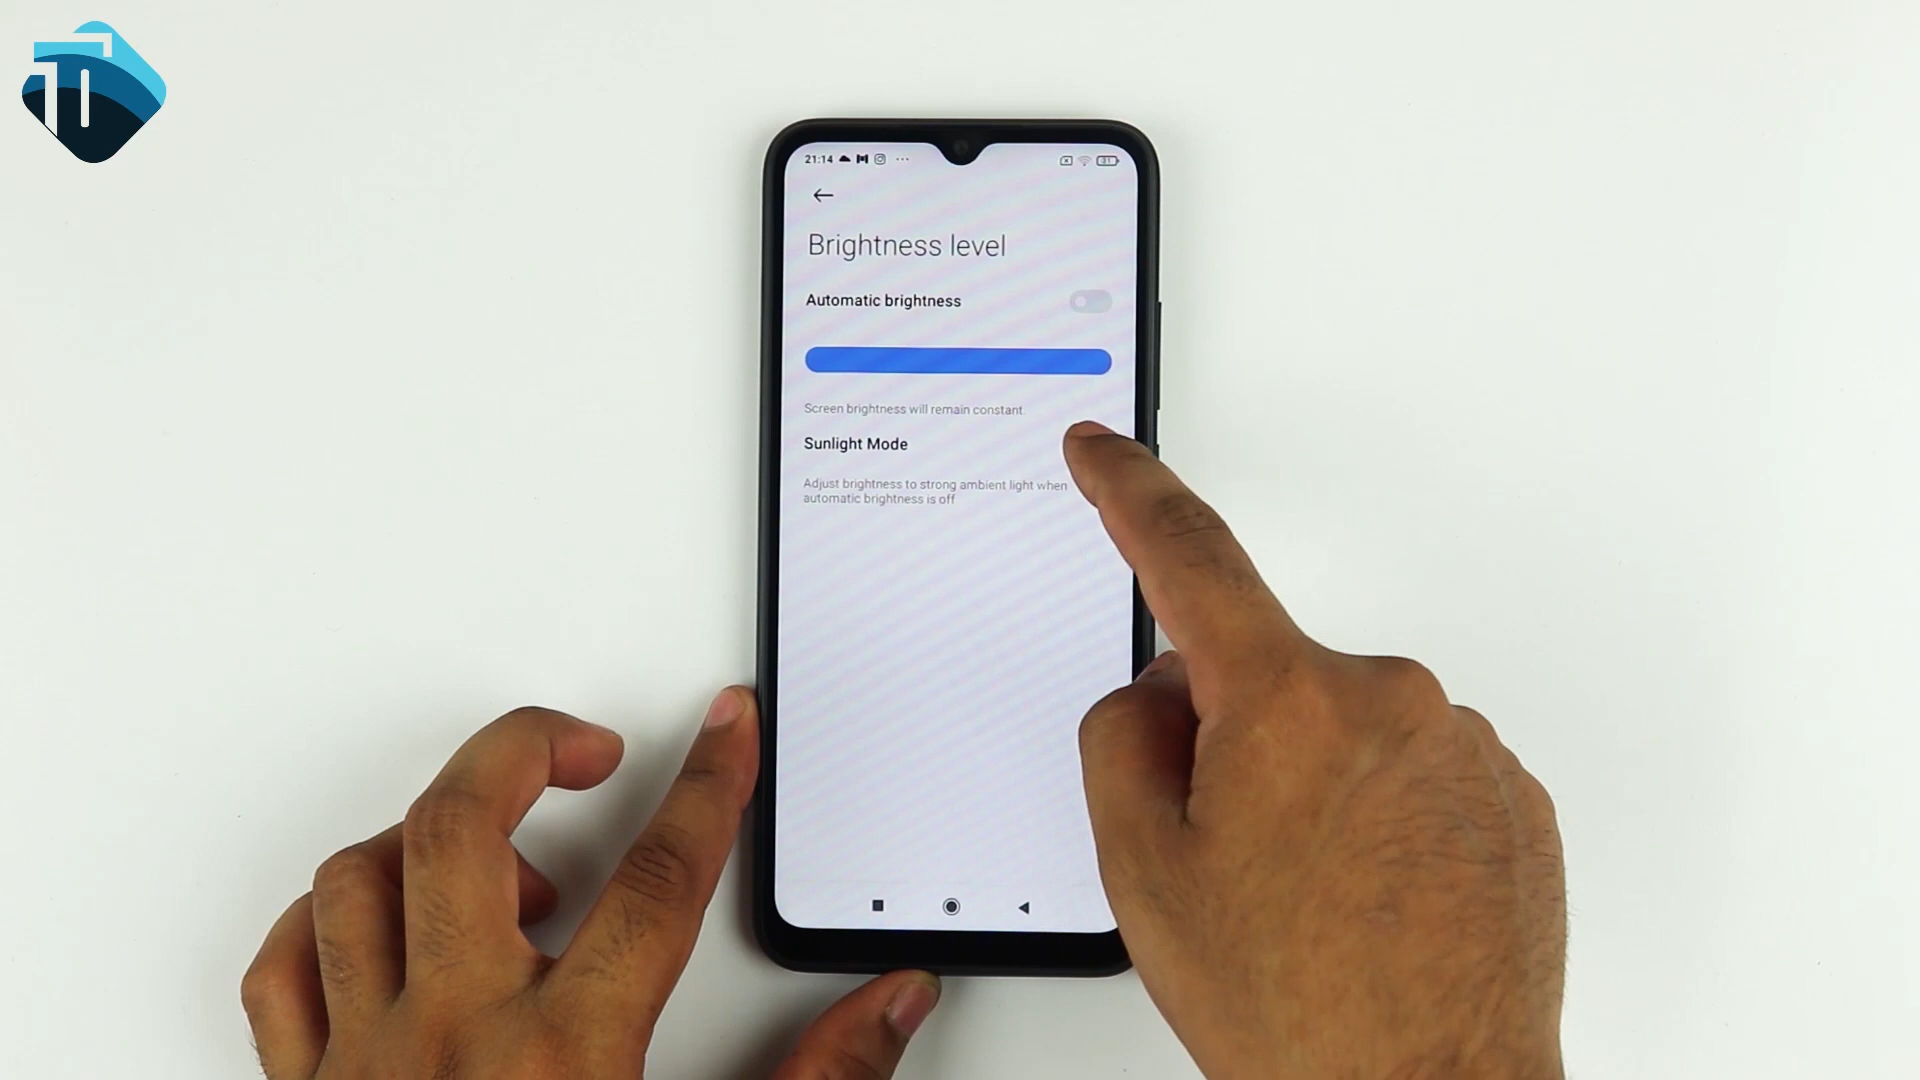 21:14
Brightness level
Automatic brightness
Screen brightness will remain constant
Sunlight Mode
Adjust brightness to strong ambient light when
automatic brightness is off